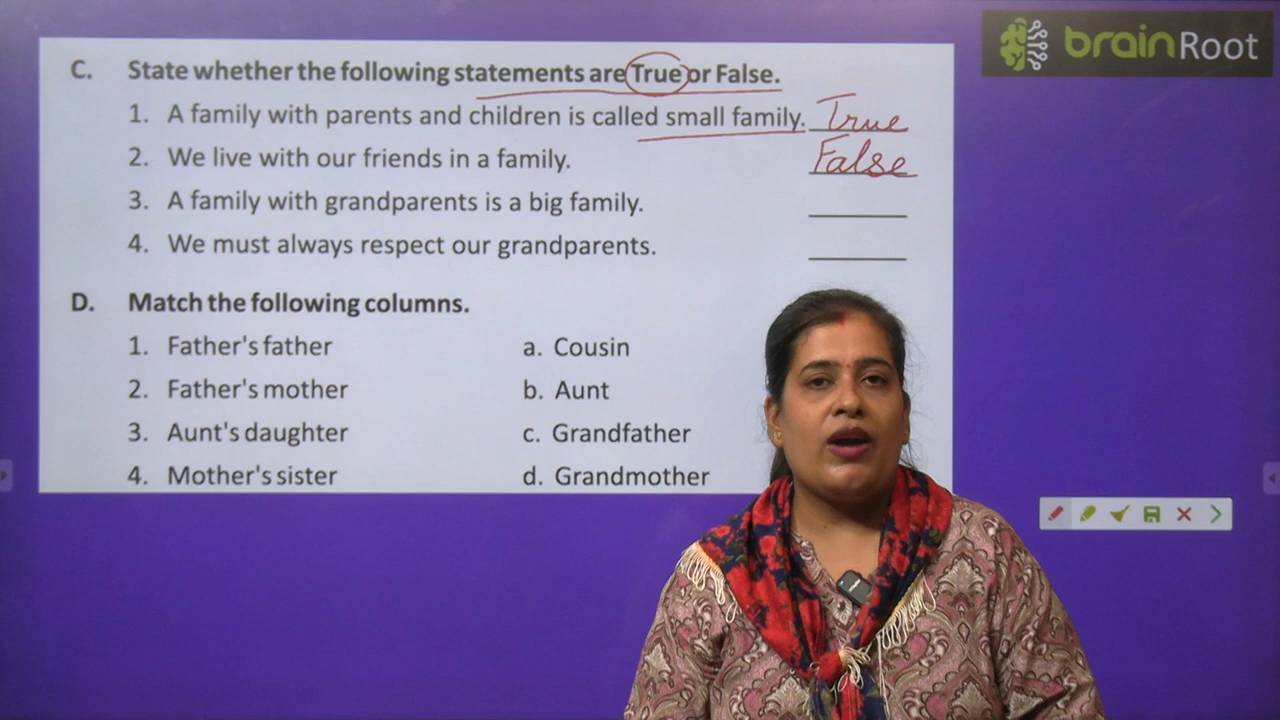 brainRoot
C. State whether the following statements are True or False.
1. A family with parents and children is called small family. True
2. We live with our friends in a family. False
3. A family with grandparents is a big family.
4. We must always respect our grandparents.
D. Match the following columns.
1. Father's father a. Cousin
2. Father's mother b. Aunt
3. Aunt's daughter c. Grandfather
4. Mother's sister d. Grandmother